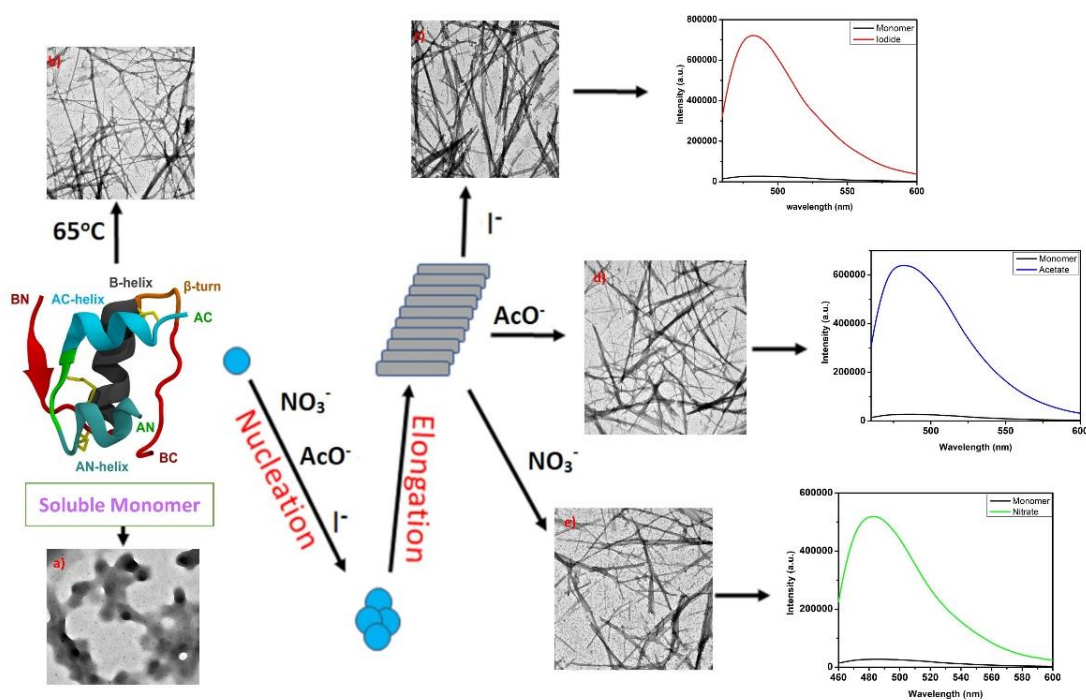 b)
65°C
BN
AC-helix
B-helix
β-turn
AC
AN
AN-helix
BC
Soluble Monomer
a)
NO₃⁻
AcO⁻
I⁻
Nucleation
Elongation
I⁻
AcO⁻
NO₃⁻
c)
d)
e)
Monomer
Iodide
Intensity (a.u.)
800000
600000
400000
200000
0
500
550
600
wavelength (nm)
Monomer
Acetate
Intensity (a.u.)
600000
400000
200000
0
500
550
600
Wavelength (nm)
Monomer
Nitrate
Intensity (a.u.)
600000
400000
200000
0
460
480
500
520
540
560
580
600
Wavelength (nm)